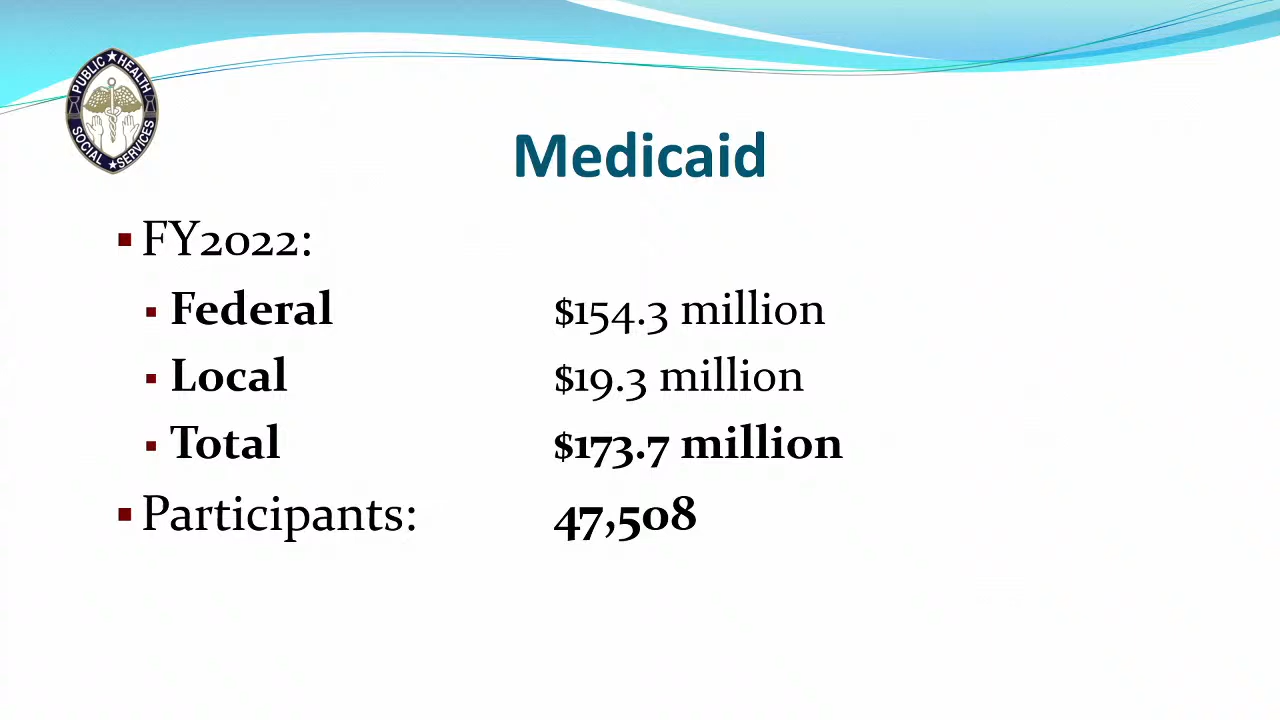 PUBLIC ★ HEALTH
SOCIAL ★ SERVICES
Medicaid
▪ FY2022:
▪ Federal $154.3 million
▪ Local $19.3 million
▪ Total $173.7 million
▪ Participants: 47,508